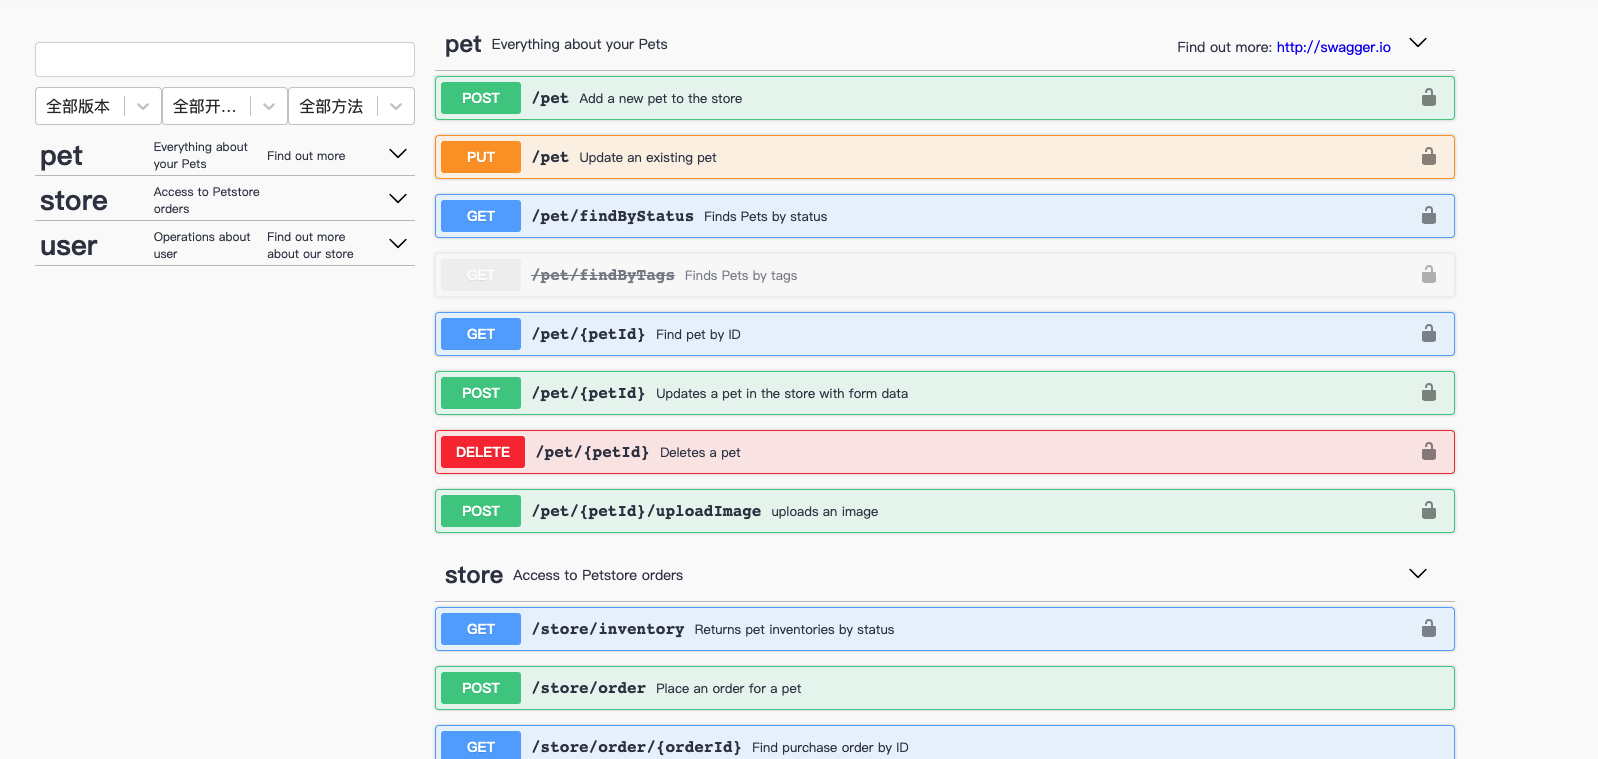 全部版本
全部开...
全部方法
pet
Everything about
your Pets
Find out more
store
Access to Petstore
orders
user
Operations about
user
Find out more
about our store
pet Everything about your Pets
Find out more: http://swagger.io
POST /pet Add a new pet to the store
PUT /pet Update an existing pet
GET /pet/findByStatus Finds Pets by status
GET /pet/findByTags Finds Pets by tags
GET /pet/{petId} Find pet by ID
POST /pet/{petId} Updates a pet in the store with form data
DELETE /pet/{petId} Deletes a pet
POST /pet/{petId}/uploadImage uploads an image
store Access to Petstore orders
GET /store/inventory Returns pet inventories by status
POST /store/order Place an order for a pet
GET /store/order/{orderId} Find purchase order by ID